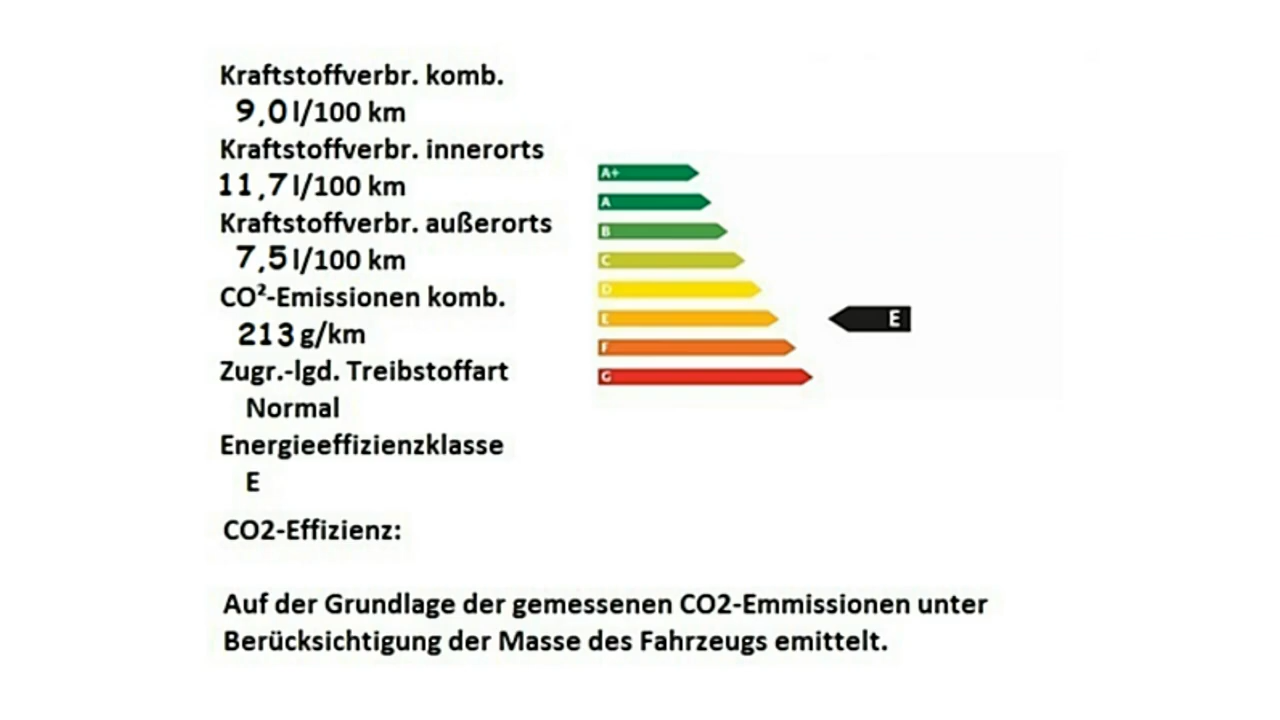 Kraftstoffverbr. komb.
9,0 l/100 km
Kraftstoffverbr. innerorts
11,7 l/100 km
Kraftstoffverbr. außerorts
7,5 l/100 km
CO²-Emissionen komb.
213 g/km
Zugr.-lgd. Treibstoffart
Normal
Energieeffizienzklasse
E
CO2-Effizienz:
Auf der Grundlage der gemessenen CO2-Emmissionen unter
Berücksichtigung der Masse des Fahrzeugs emittelt.
A+
A
B
C
D
E
E
F
G